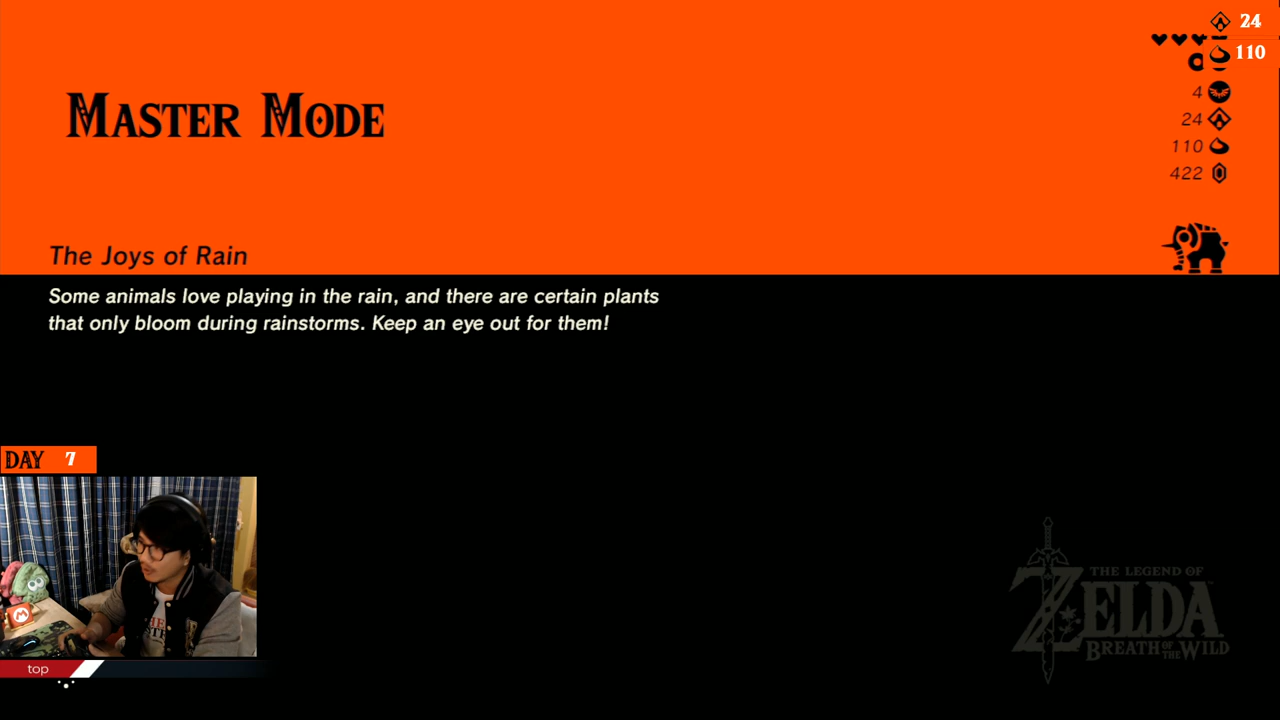 24
110
MASTER MODE
4
24
110
422
The Joys of Rain
Some animals love playing in the rain, and there are certain plants
that only bloom during rainstorms. Keep an eye out for them!
DAY 7
THE LEGEND OF
ZELDA
BREATH OF THE WILD
top